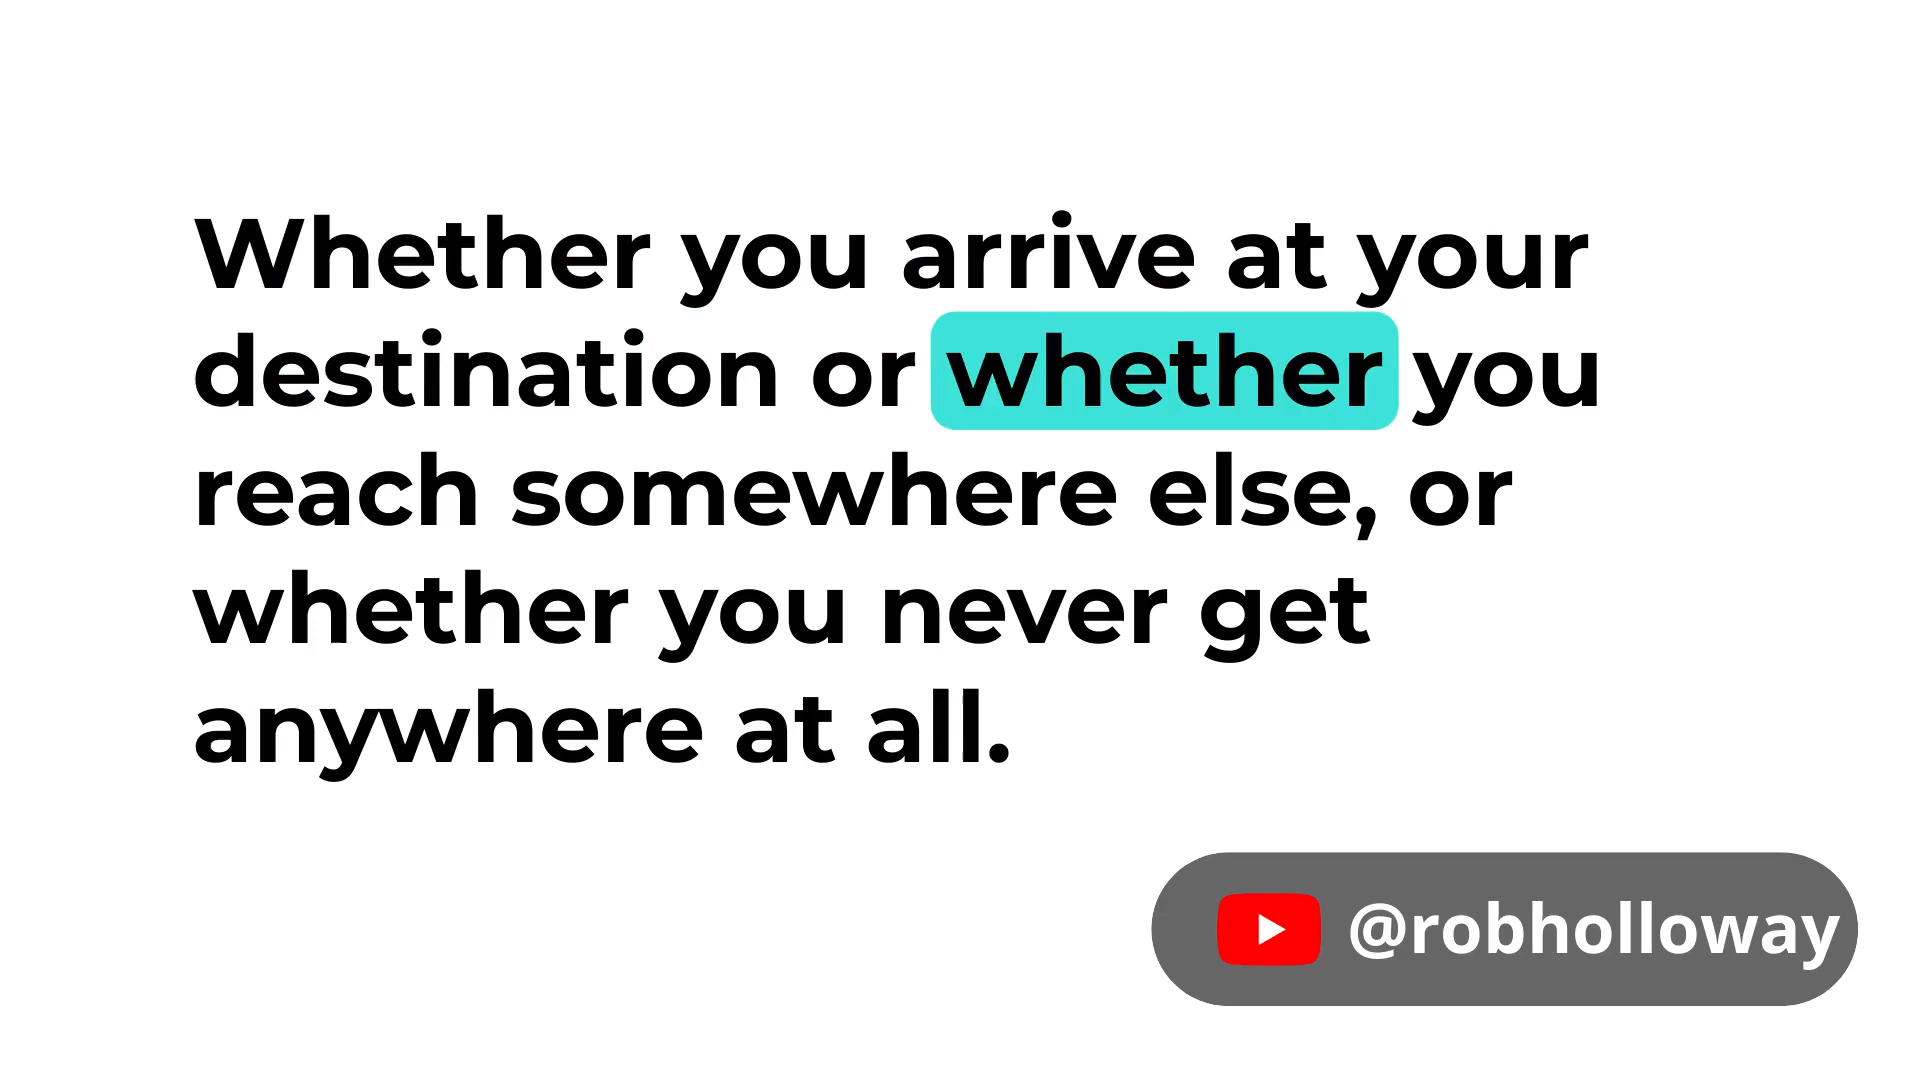 Whether you arrive at your
destination or whether you
reach somewhere else, or
whether you never get
anywhere at all.
@robholloway